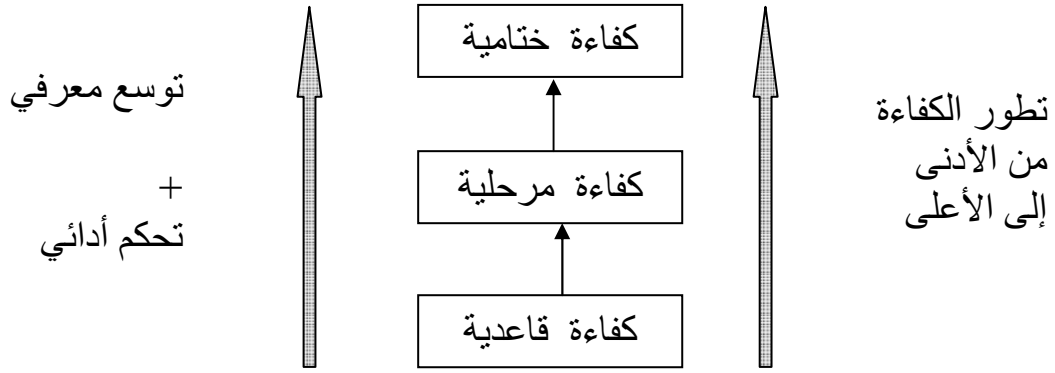 كفاءة ختامية
توسع معرفي
تطور الكفاءة
من الأدنى
إلى الأعلى
كفاءة مرحلية
+
تحكم أدائي
كفاءة قاعدية